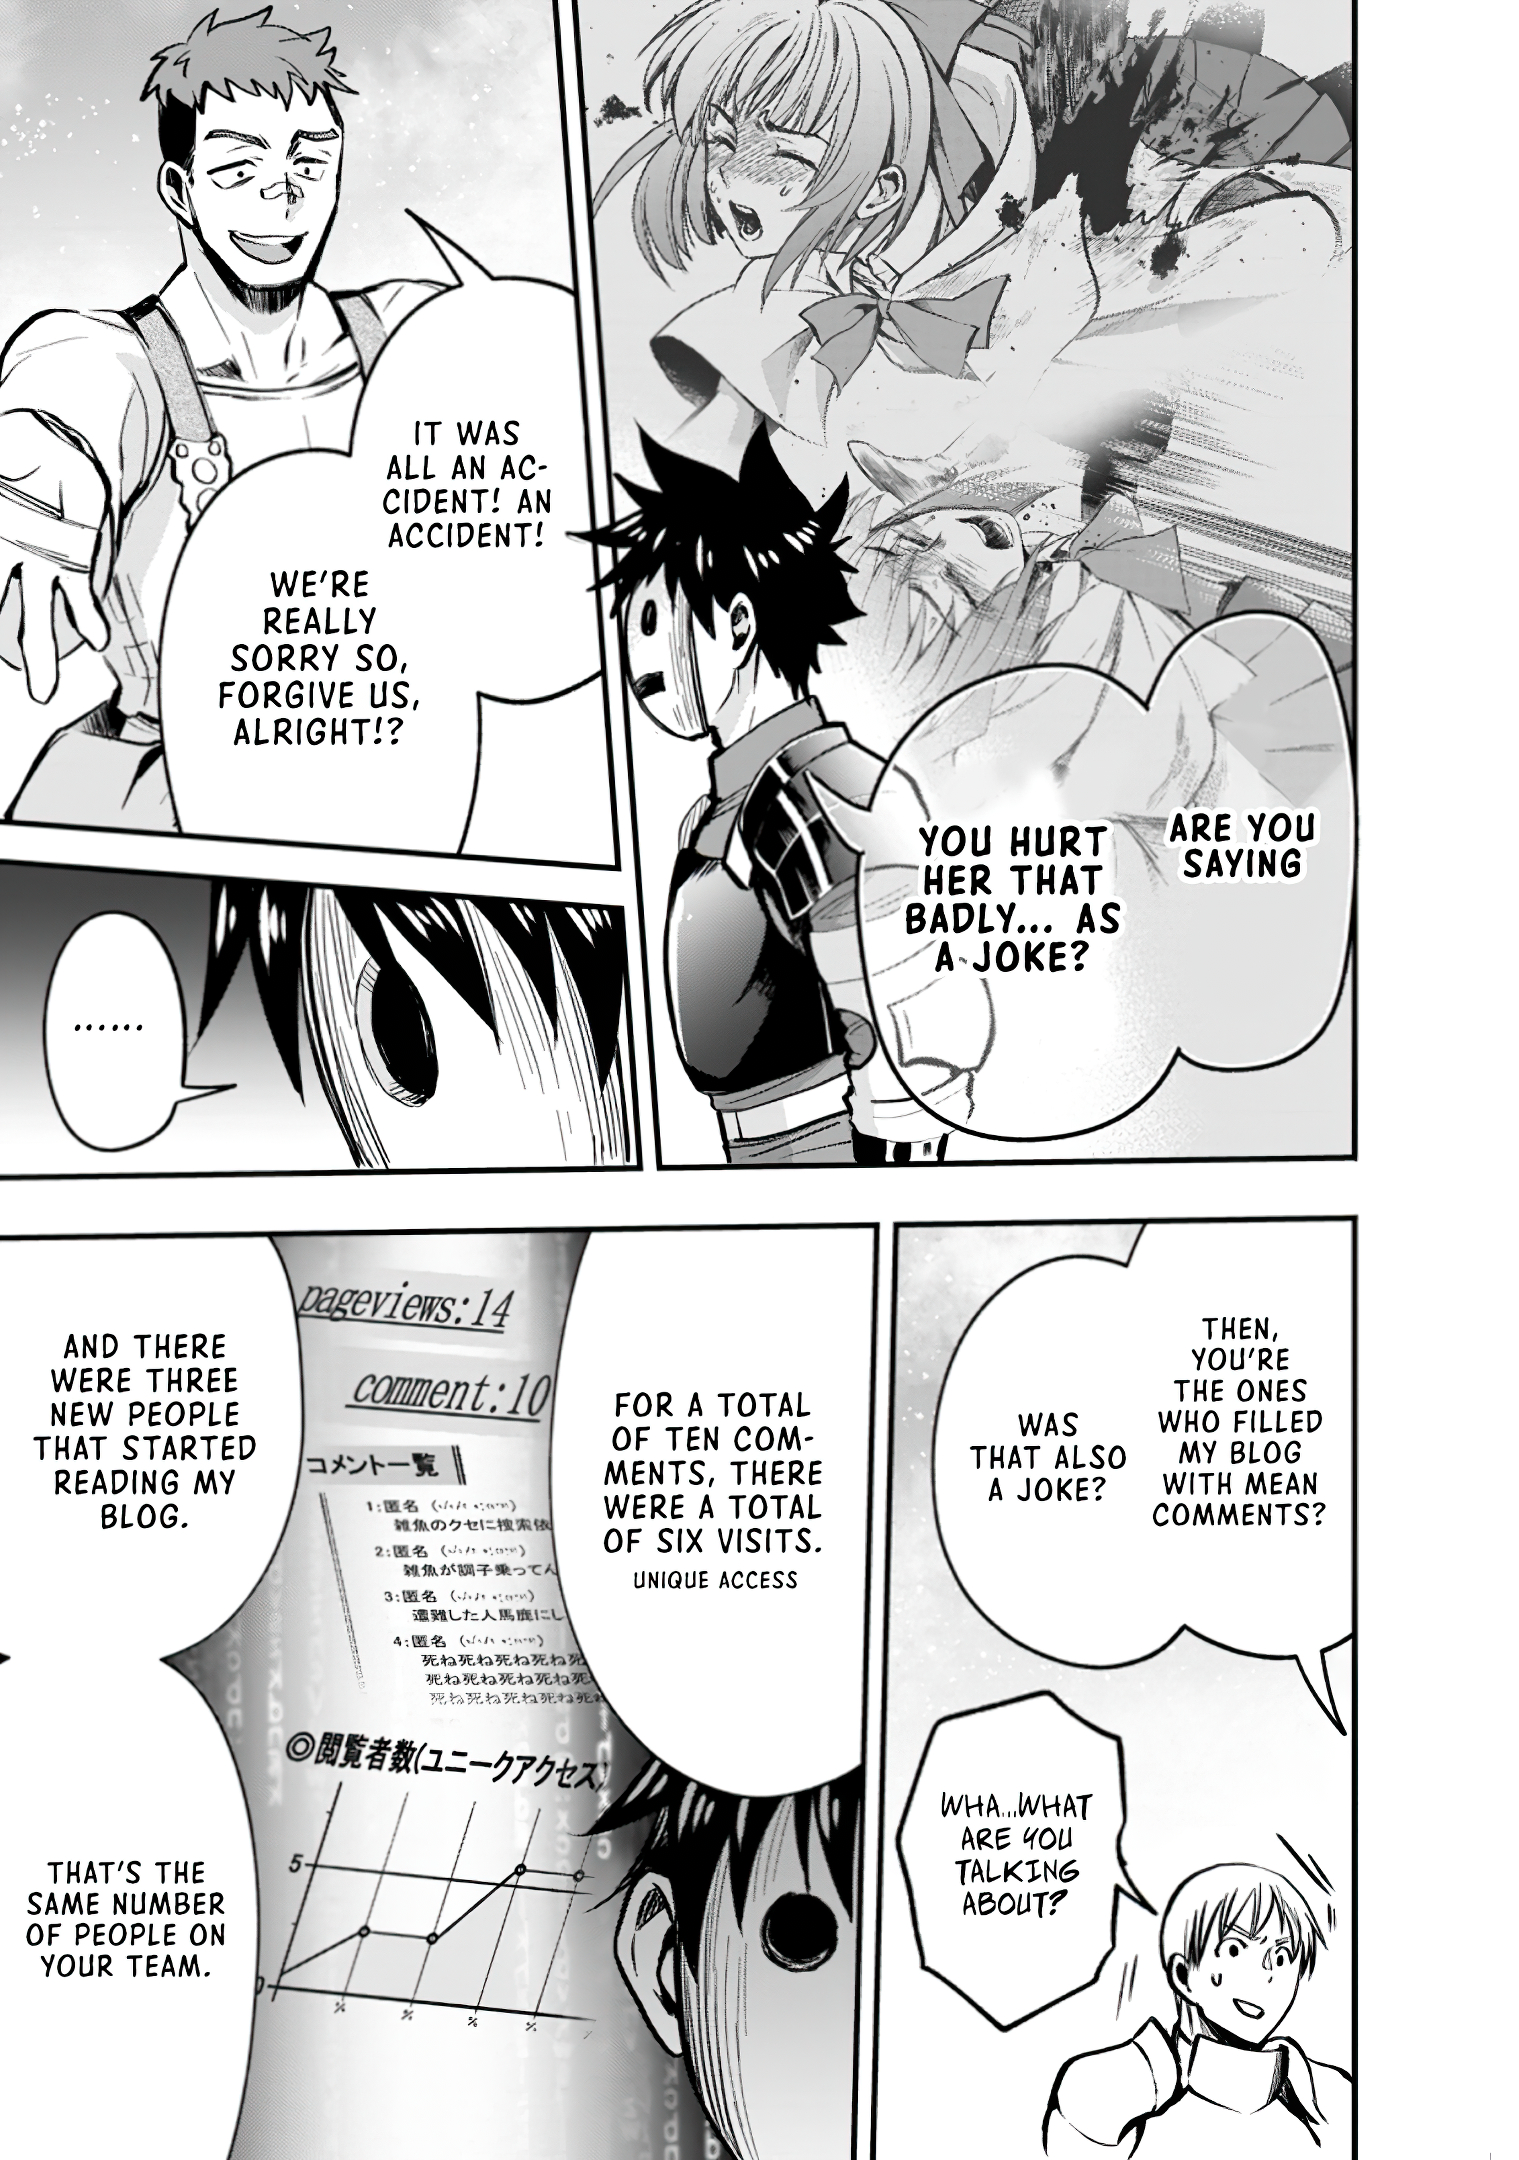 ARE YOU
SAYING
YOU HURT
HER THAT
BADLY... AS
A JOKE?
IT WAS
ALL AN AC-
CIDENT! AN
ACCIDENT!
WE'RE
REALLY
SORRY SO,
FORGIVE US,
ALRIGHT!?
......
THEN,
YOU'RE
THE ONES
WHO FILLED
MY BLOG
WITH MEAN
COMMENTS?
WAS
THAT ALSO
A JOKE?
WHA...WHAT
ARE YOU
TALKING
ABOUT?
FOR A TOTAL
OF TEN COM-
MENTS, THERE
WERE A TOTAL
OF SIX VISITS.
UNIQUE ACCESS
pageviews:14
comment:10
コメント一覧
1:匿名
雑魚のクセに捜索依
2:匿名
雑魚が調子乗ってん
3:匿名
遭難した人馬鹿にし
4:匿名
死ね死ね死ね死ね死
死ね死ね死ね死ね死
死ね死ね死ね死ね死
◎閲覧者数(ユニークアクセス)
5
0
AND THERE
WERE THREE
NEW PEOPLE
THAT STARTED
READING MY
BLOG.
THAT'S THE
SAME NUMBER
OF PEOPLE ON
YOUR TEAM.